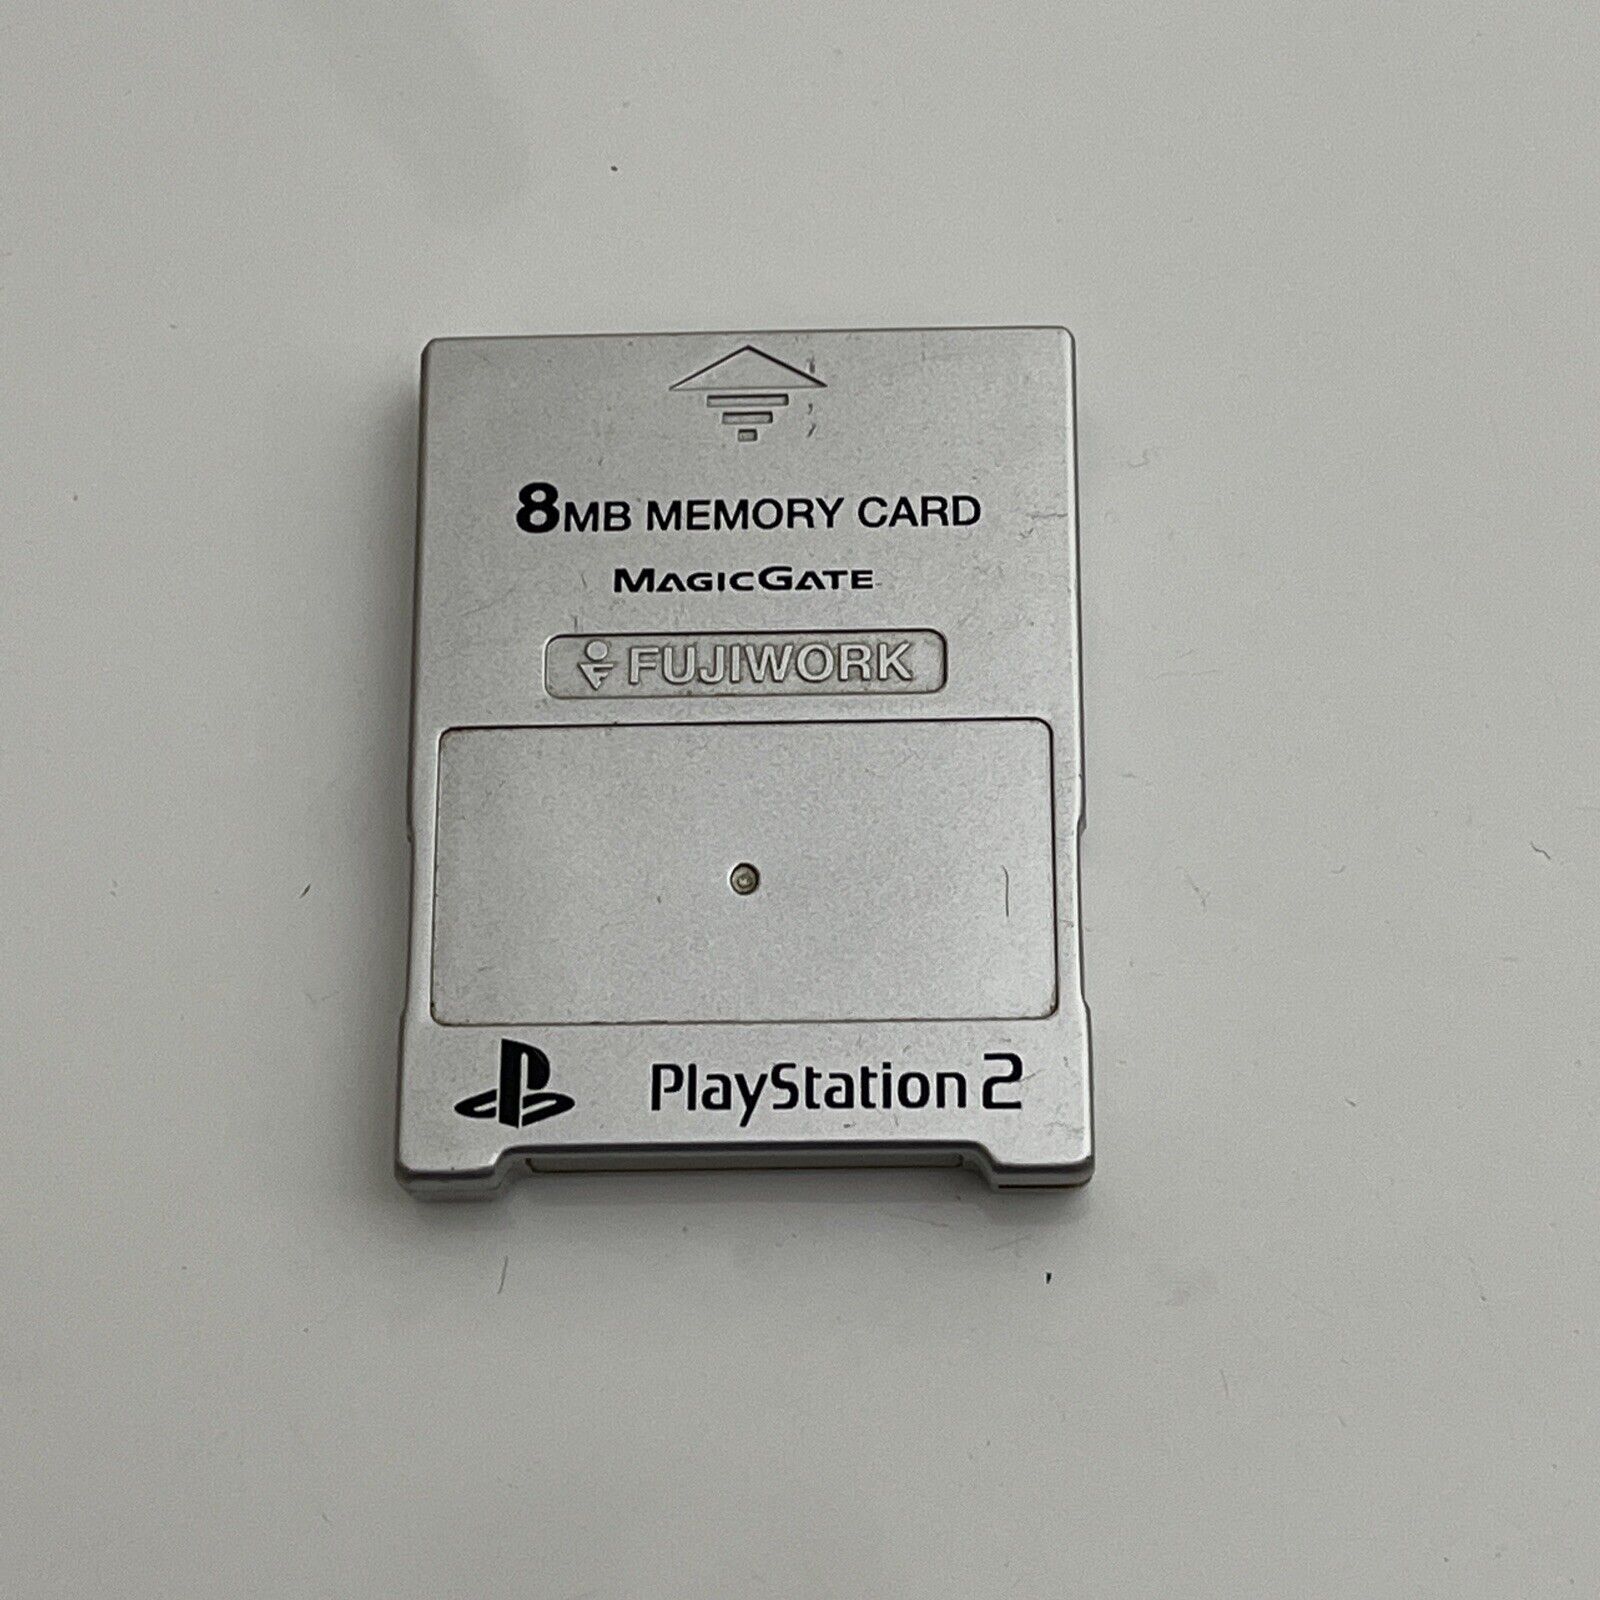 8MB MEMORY CARD
MAGICGATE
FUJIWORK
PlayStation 2